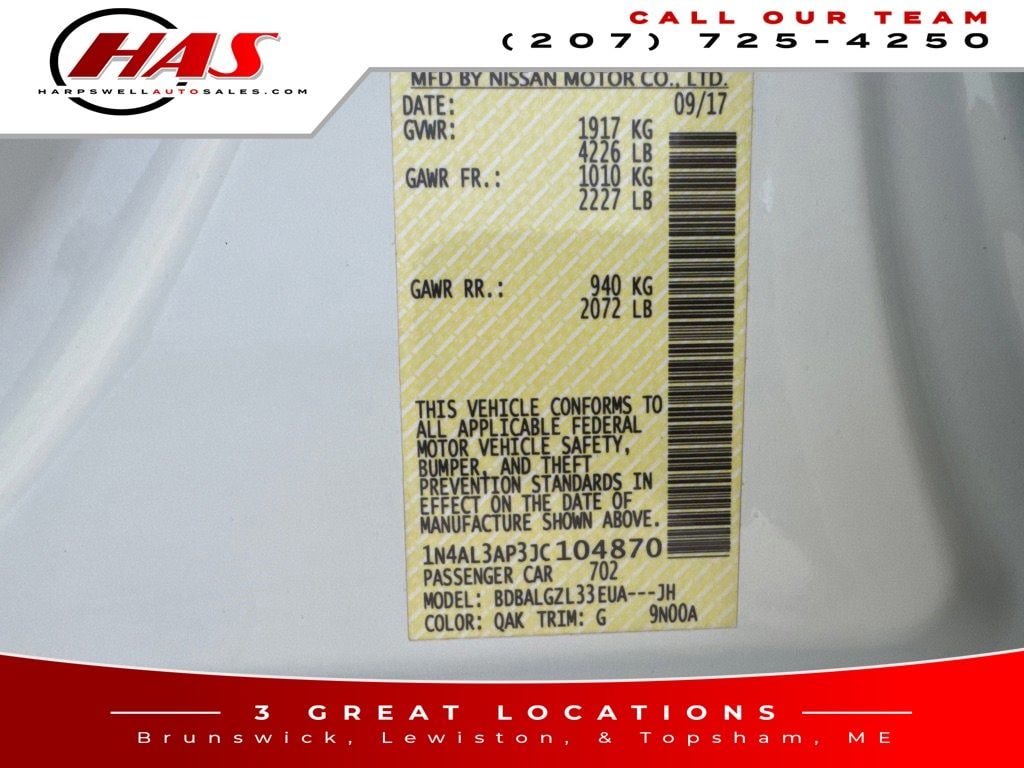 HAS
HARPSWELLAUTOSALES.COM
CALL OUR TEAM
(207) 725-4250
MFD BY NISSAN MOTOR CO., LTD.
DATE: 09/17
GVWR: 1917 KG
4226 LB
GAWR FR.: 1010 KG
2227 LB
GAWR RR.: 940 KG
2072 LB
THIS VEHICLE CONFORMS TO
ALL APPLICABLE FEDERAL
MOTOR VEHICLE SAFETY,
BUMPER, AND THEFT
PREVENTION STANDARDS IN
EFFECT ON THE DATE OF
MANUFACTURE SHOWN ABOVE.
1N4AL3AP3JC104870
PASSENGER CAR 702
MODEL: BDBALGZL33EUA---JH
COLOR: QAK TRIM: G 9N00A
3 GREAT LOCATIONS
Brunswick, Lewiston, & Topsham, ME